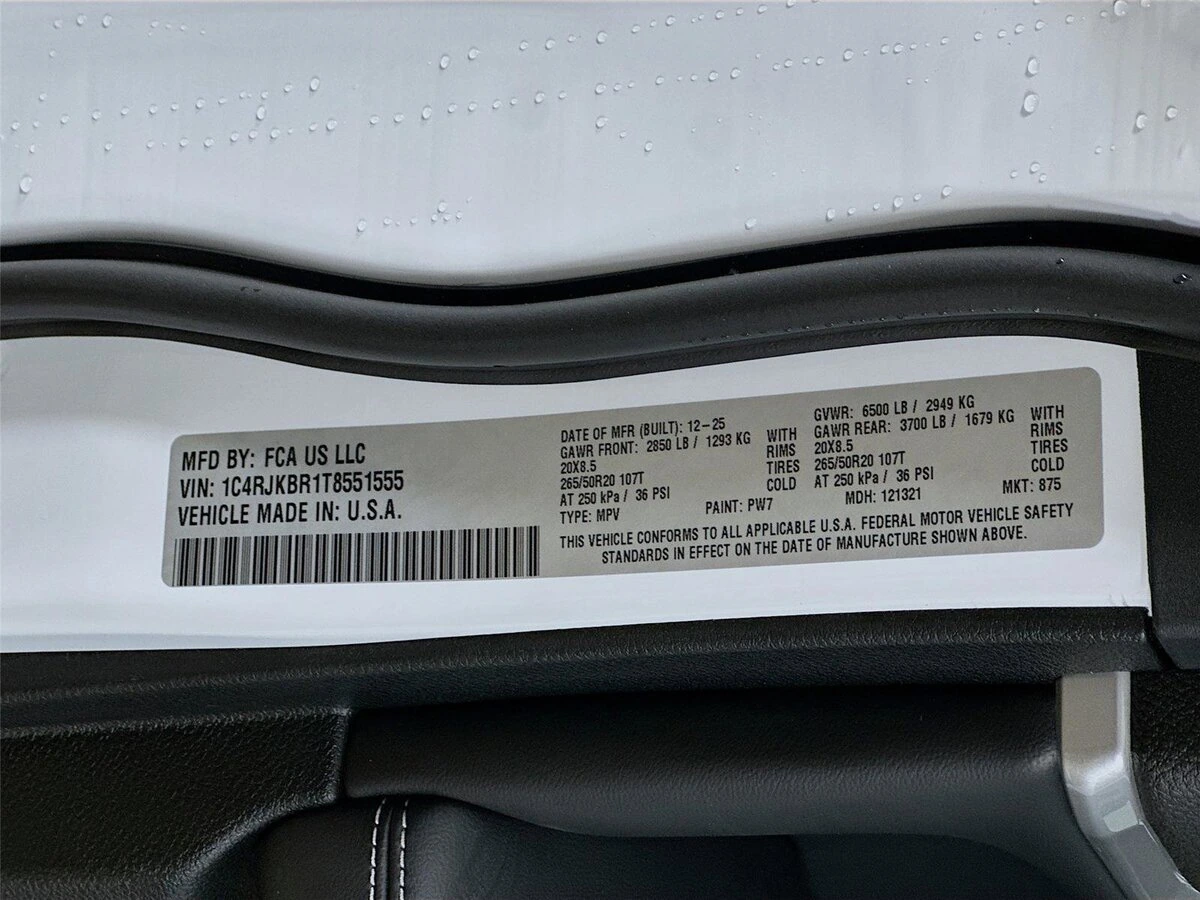 MFD BY: FCA US LLC
VIN: 1C4RJKBR1T8551555
VEHICLE MADE IN: U.S.A.
DATE OF MFR (BUILT): 12-25
GAWR FRONT: 2850 LB / 1293 KG
20X8.5
265/50R20 107T
AT 250 kPa / 36 PSI
WITH
RIMS
TIRES
COLD
TYPE: MPV
PAINT: PW7
GVWR: 6500 LB / 2949 KG
GAWR REAR: 3700 LB / 1679 KG
20X8.5
265/50R20 107T
AT 250 kPa / 36 PSI
WITH
RIMS
TIRES
COLD
MDH: 121321
MKT: 875
THIS VEHICLE CONFORMS TO ALL APPLICABLE U.S.A. FEDERAL MOTOR VEHICLE SAFETY
STANDARDS IN EFFECT ON THE DATE OF MANUFACTURE SHOWN ABOVE.